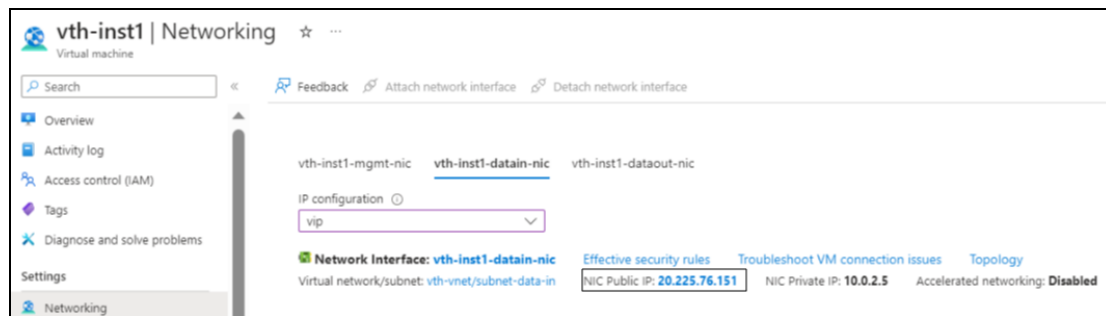 vth-inst1 | Networking
Virtual machine
Search
Feedback
Attach network interface
Detach network interface
Overview
Activity log
Access control (IAM)
Tags
Diagnose and solve problems
Settings
Networking
vth-inst1-mgmt-nic
vth-inst1-datain-nic
vth-inst1-dataout-nic
IP configuration
vip
Network Interface: vth-inst1-datain-nic
Effective security rules
Troubleshoot VM connection issues
Topology
Virtual network/subnet: vth-vnet/subnet-data-in
NIC Public IP: 20.225.76.151
NIC Private IP: 10.0.2.5
Accelerated networking: Disabled